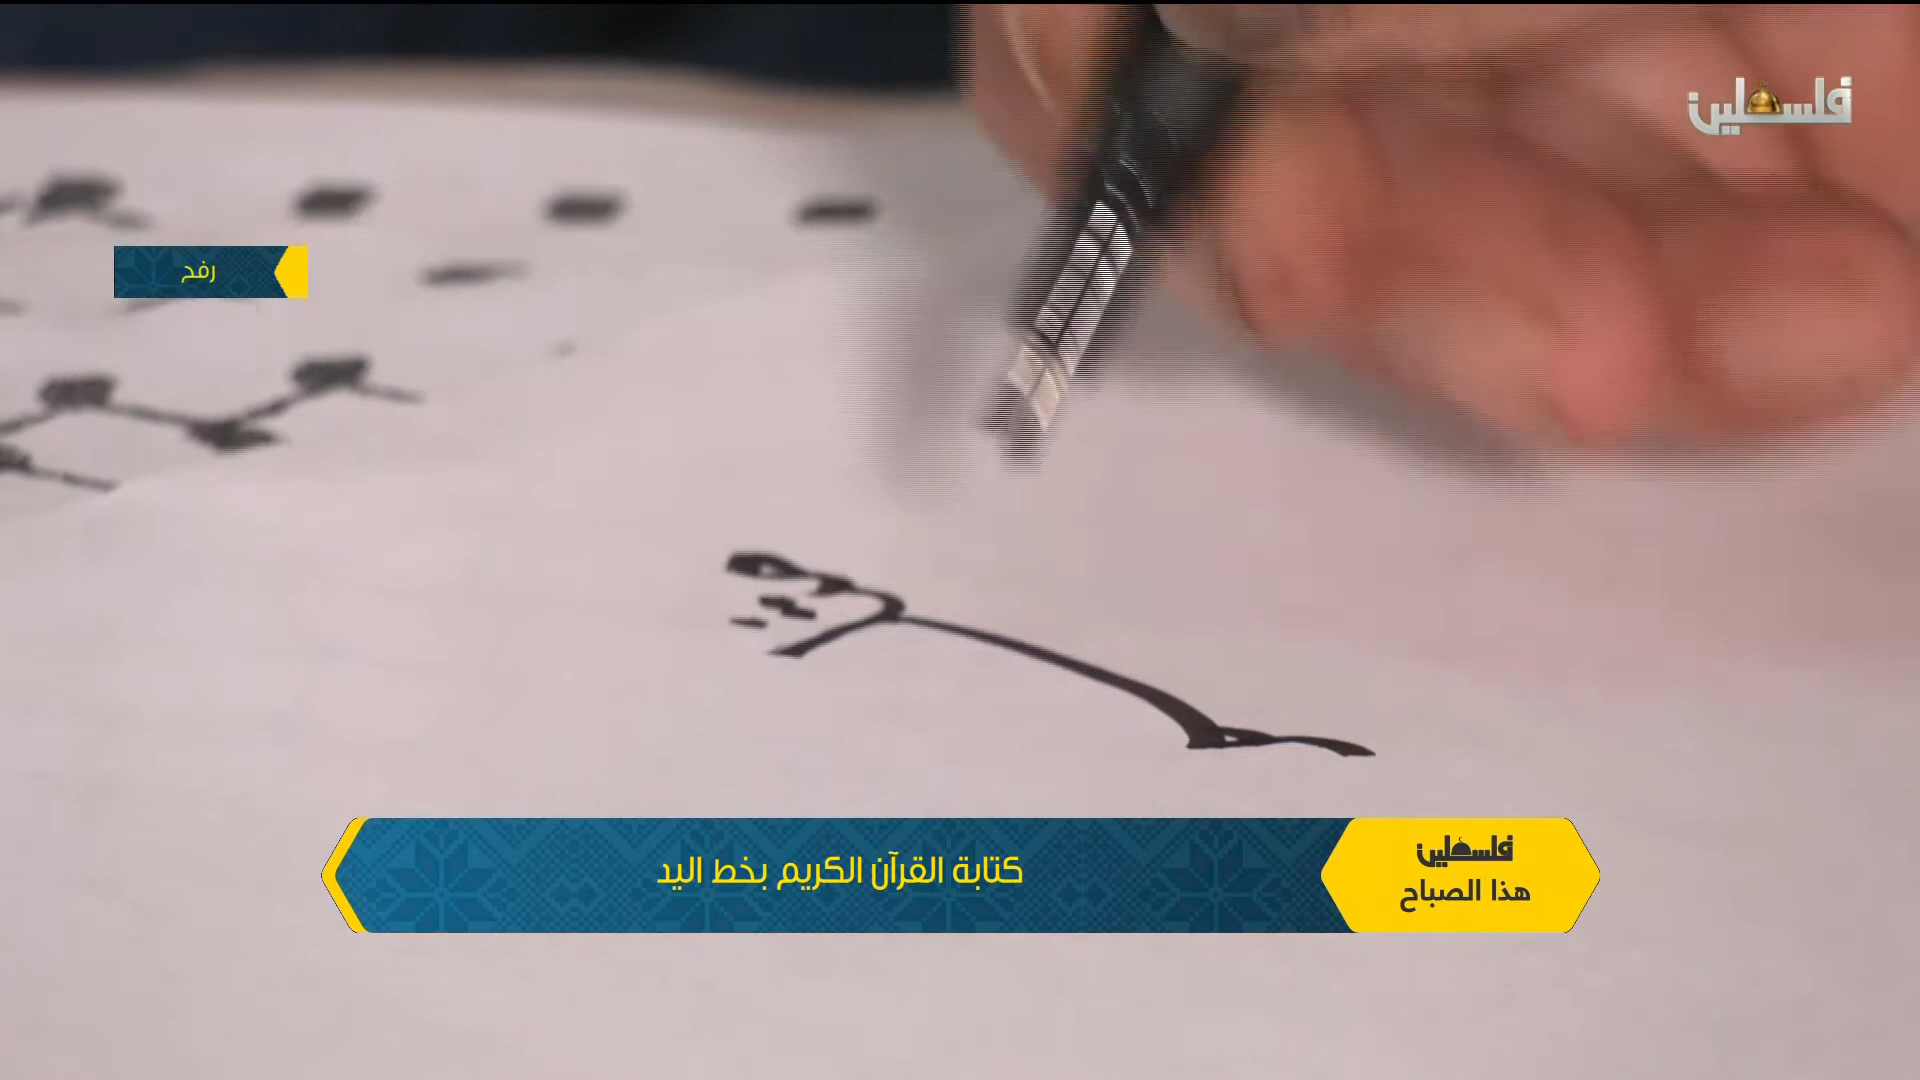 فلسطين
رفح
كتابة القرآن الكريم بخط اليد
فلسطين
هذا الصباح